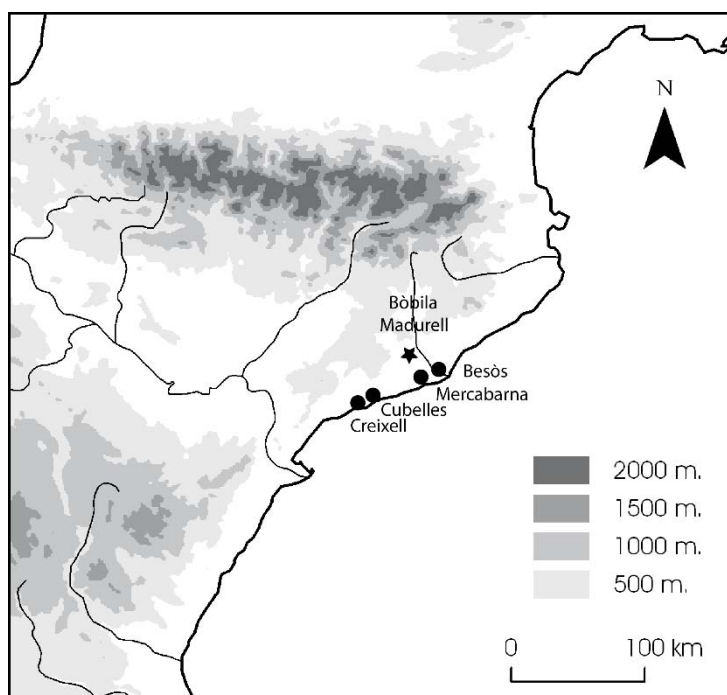 N
Bòbila
Madurell
Besòs
Mercabarna
Cubelles
Creixell
2000 m.
1500 m.
1000 m.
500 m.
0 100 km